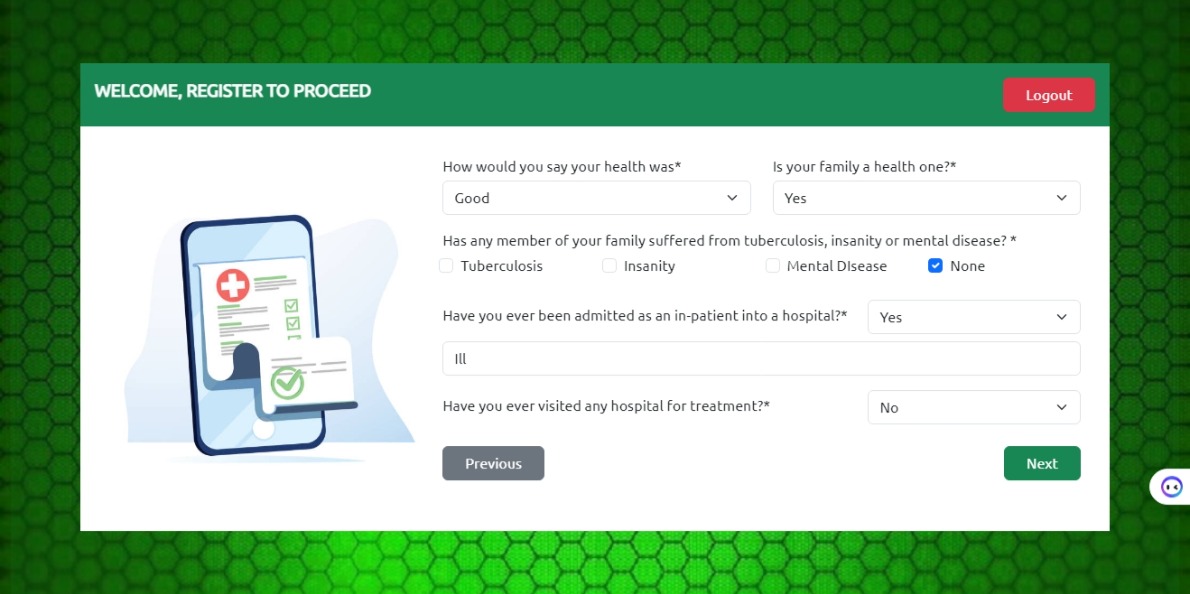 WELCOME, REGISTER TO PROCEED
Logout
How would you say your health was*
Is your family a health one?*
Good
Yes
Has any member of your family suffered from tuberculosis, insanity or mental disease? *
Tuberculosis Insanity Mental DIsease None
Have you ever been admitted as an in-patient into a hospital?* Yes
Ill
Have you ever visited any hospital for treatment?* No
Previous
Next